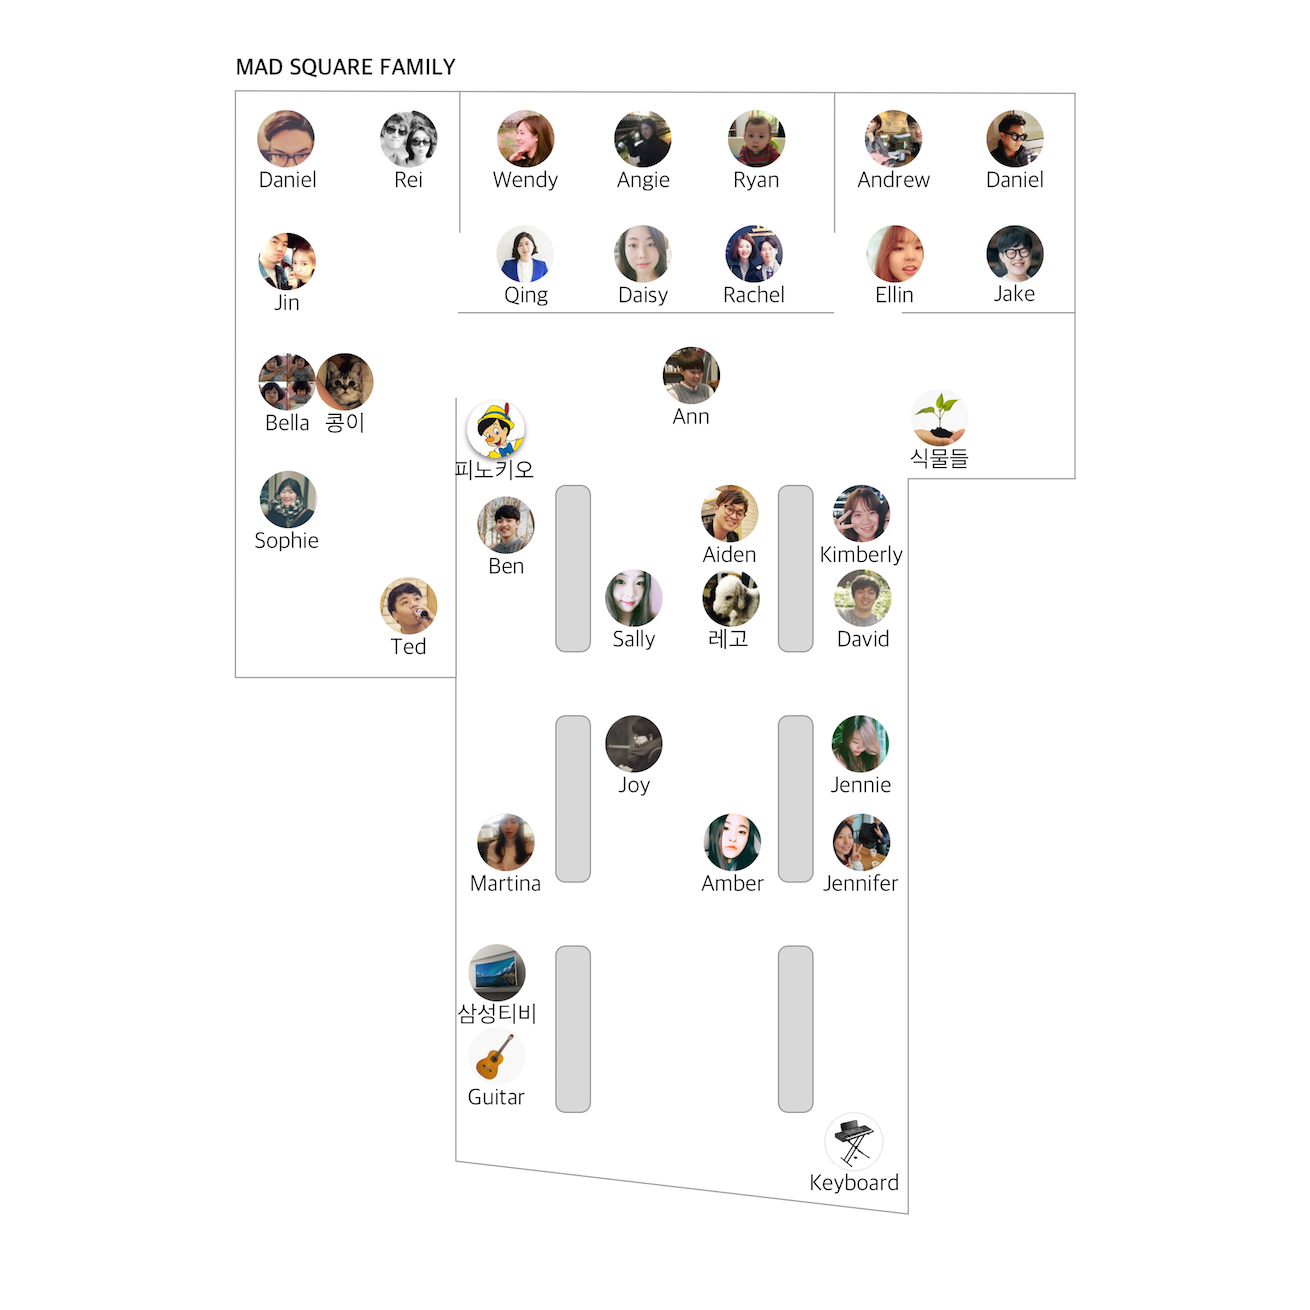 MAD SQUARE FAMILY
Daniel
Rei
Wendy
Angie
Ryan
Andrew
Daniel
Jin
Qing
Daisy
Rachel
Ellin
Jake
Bella
콩이
Ann
피노키오
식물들
Sophie
Ben
Aiden
Kimberly
Ted
Sally
레고
David
Joy
Jennie
Martina
Amber
Jennifer
삼성티비
Guitar
Keyboard